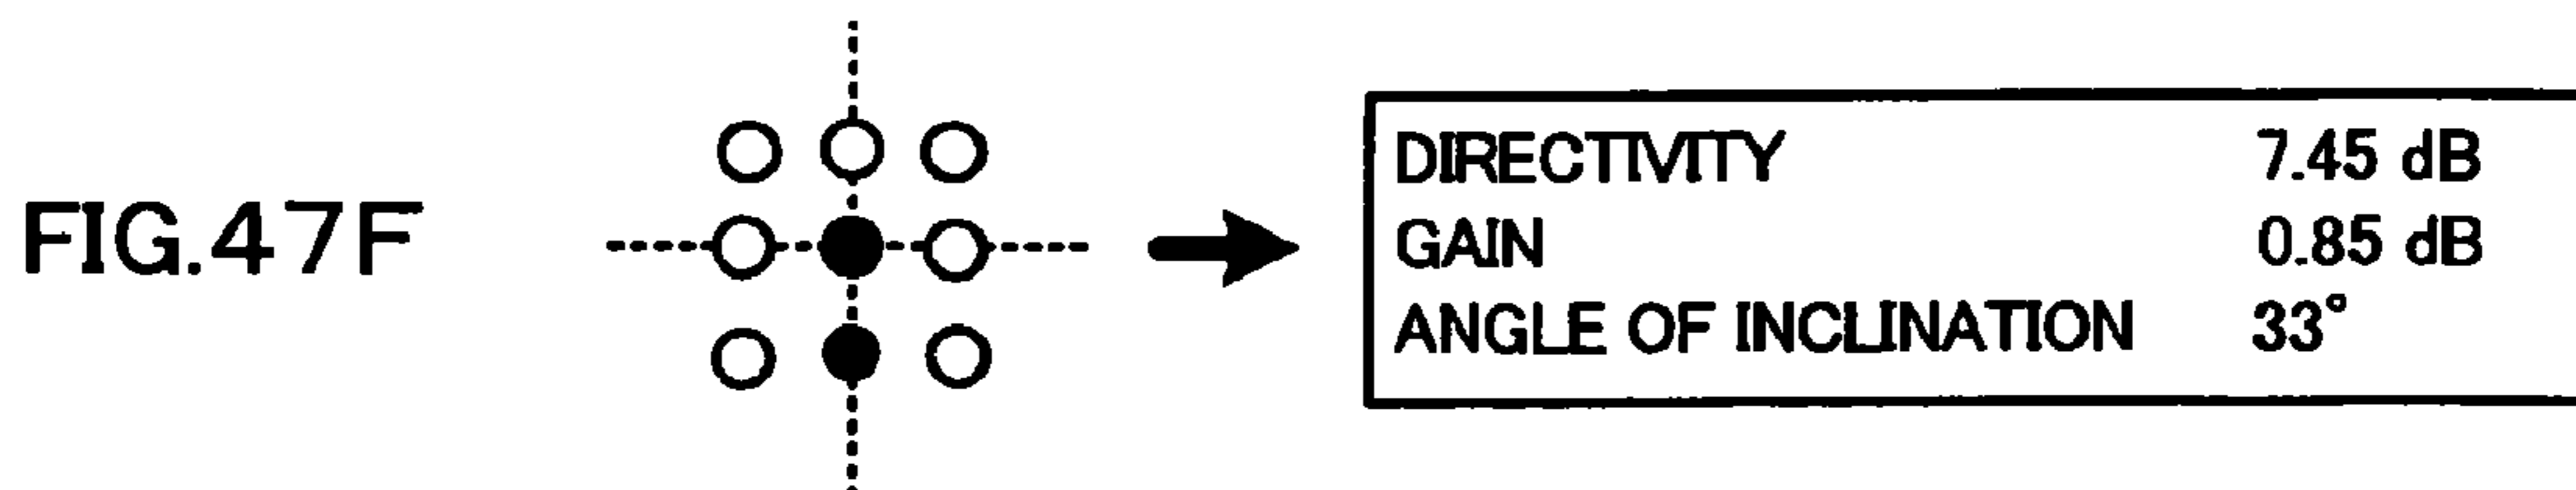 FIG.47F
DIRECTIVITY 7.45 dB
GAIN 0.85 dB
ANGLE OF INCLINATION 33°